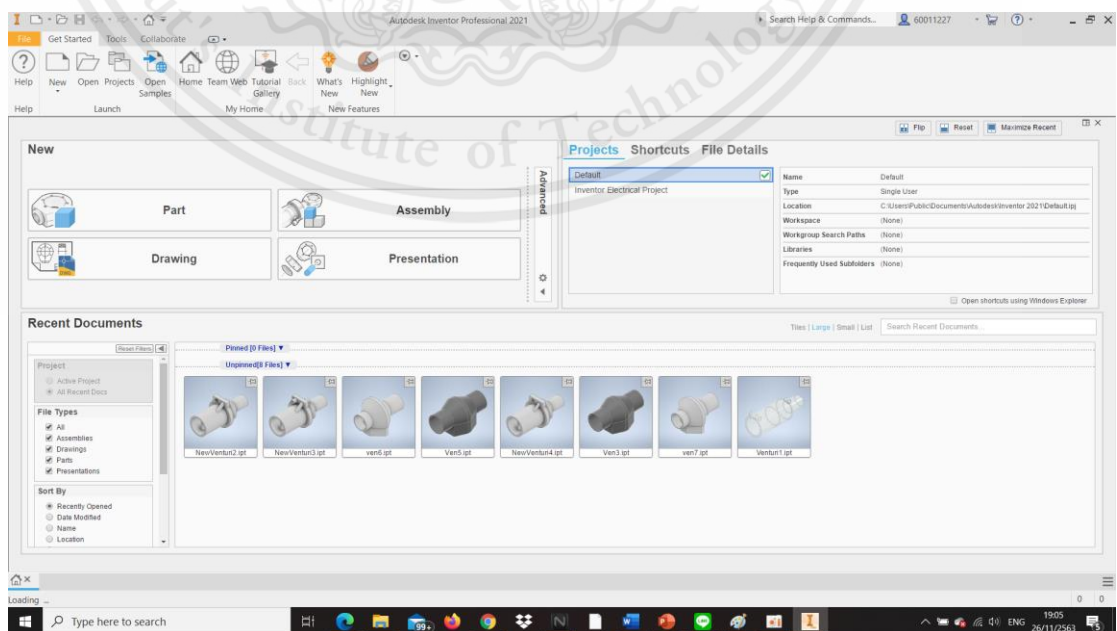 Autodesk Inventor Professional 2021
Search Help & Commands...
60011227
File Get Started Tools Collaborate
Help New Open Projects Open Samples Home Team Web Tutorial Gallery Back What's New Highlight New
Help Launch My Home New Features
Institute of Technolo
Flip Reset Maximize Recent
New
Part
Assembly
Drawing
Presentation
Advanced
Projects Shortcuts File Details
Default
Inventor Electrical Project
Name Default
Type Single User
Location C:\Users\Public\Documents\Autodesk\Inventor 2021\Default.ipj
Workspace (None)
Workgroup Search Paths (None)
Libraries (None)
Frequently Used Subfolders (None)
Open shortcuts using Windows Explorer
Recent Documents
Tiles | Large | Small | List Search Recent Documents...
Reset Filters
Project
Active Project
All Recent Docs
File Types
All
Assemblies
Drawings
Parts
Presentations
Sort By
Recently Opened
Date Modified
Name
Location
Pinned [0 Files]
Unpinned[8 Files]
NewVenturi2.ipt NewVenturi3.ipt ven6.ipt Ven5.ipt NewVenturi4.ipt Ven3.ipt ven7.ipt Venturi1.ipt
Loading ...
0 0
Type here to search
99+
ENG
19:05
26/11/2563
5